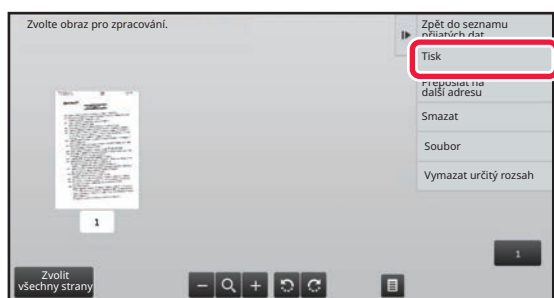 Zvolte obraz pro zpracování.
Zpět do seznamu
přijatých dat
Tisk
Přeposlat na
další adresu
Smazat
Soubor
Vymazat určitý rozsah
1
1
Zvolit
všechny strany